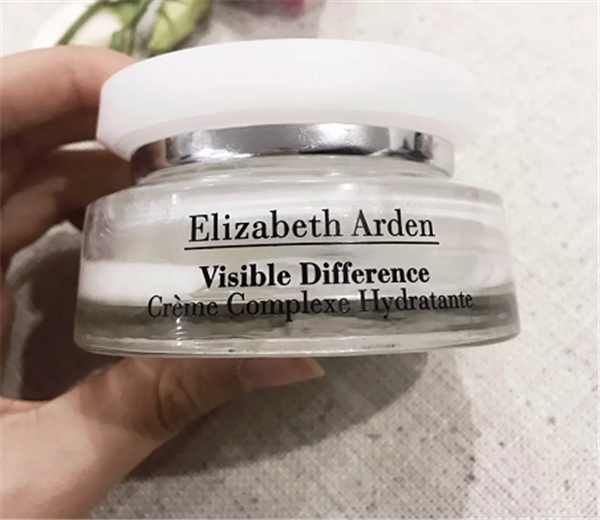 Elizabeth Arden
Visible Difference
Crème Complexe Hydratante